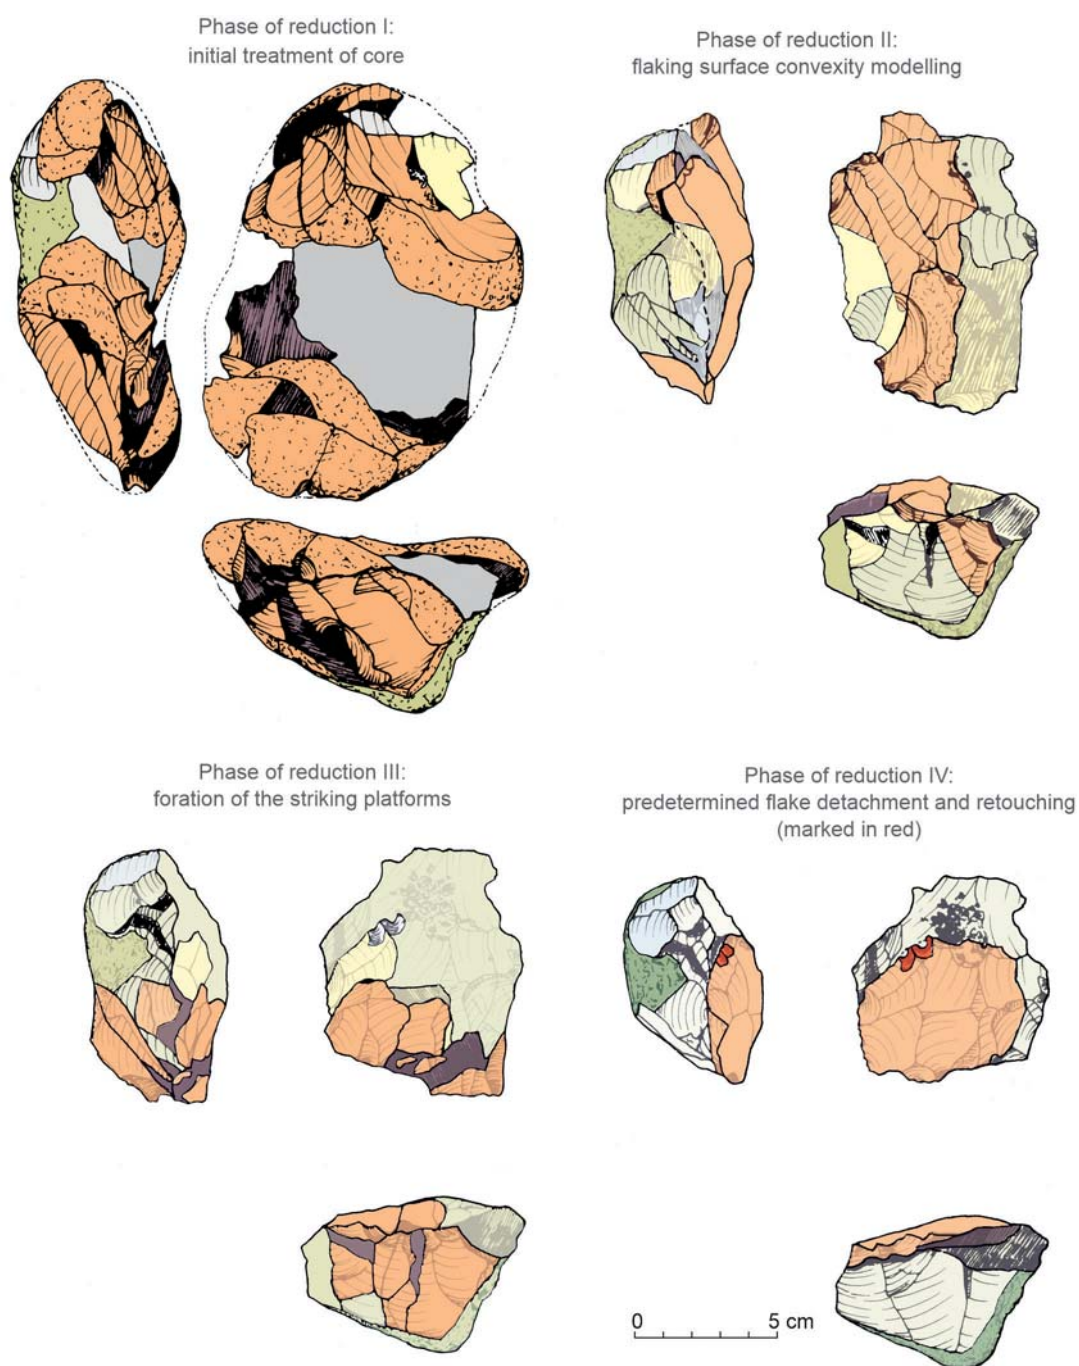 Phase of reduction I:
initial treatment of core
Phase of reduction II:
flaking surface convexity modelling
Phase of reduction III:
foration of the striking platforms
Phase of reduction IV:
predetermined flake detachment and retouching
(marked in red)
0 5 cm